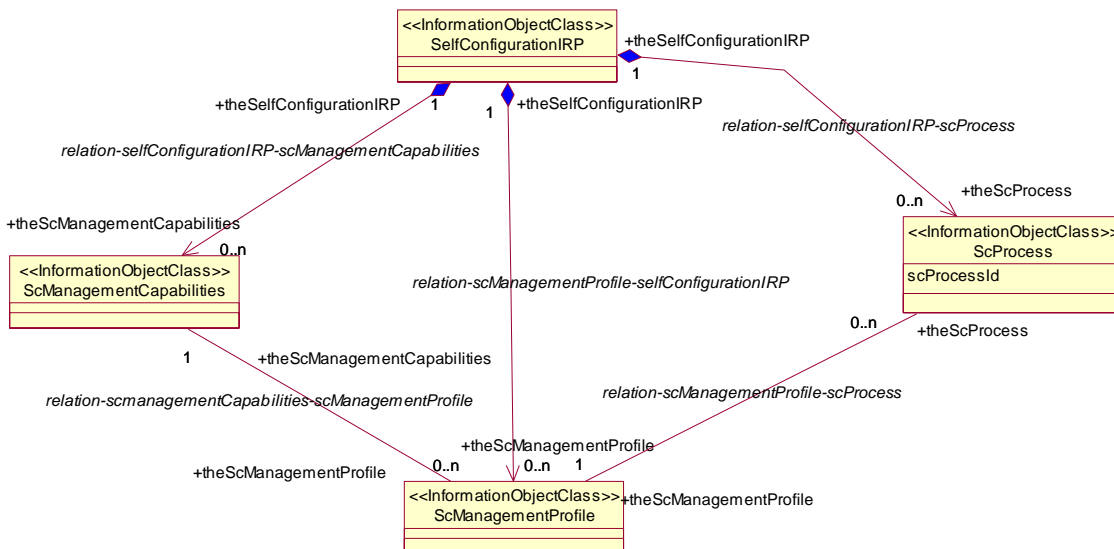 <<InformationObjectClass>>
SelfConfigurationIRP
+theSelfConfigurationIRP
1
+theSelfConfigurationIRP
1
+theSelfConfigurationIRP
1
relation-selfConfigurationIRP-scProcess
relation-selfConfigurationIRP-scManagementCapabilities
+theScProcess
0..n
+theScManagementCapabilities
0..n
<<InformationObjectClass>>
ScProcess
scProcessId
<<InformationObjectClass>>
ScManagementCapabilities
relation-scManagementProfile-selfConfigurationIRP
0..n
+theScProcess
1
+theScManagementCapabilities
relation-scmanagementCapabilities-scManagementProfile
relation-scManagementProfile-scProcess
+theScManagementProfile
0..n
+theScManagementProfile
0..n
1
+theScManagementProfile
<<InformationObjectClass>>
ScManagementProfile